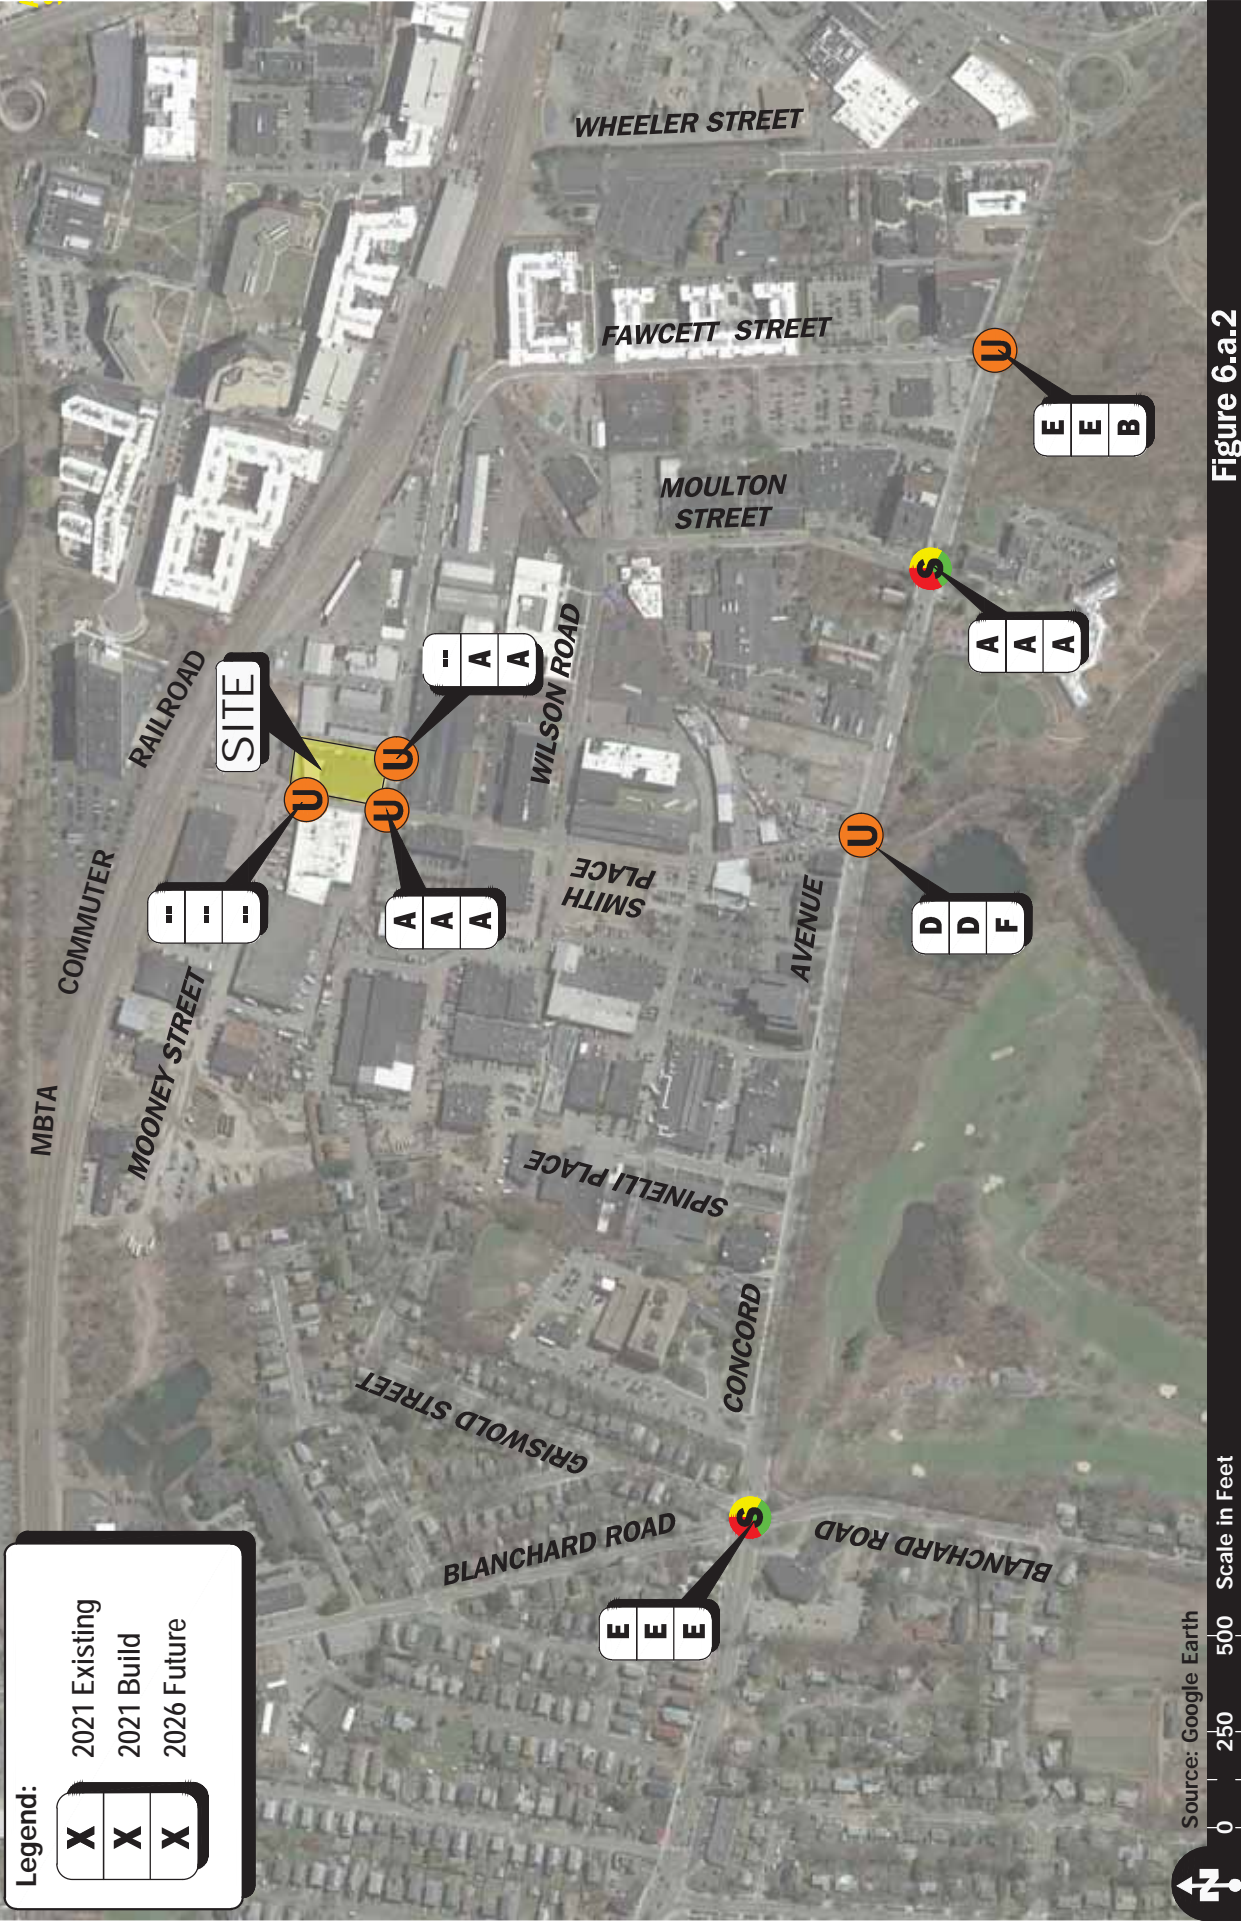 Legend:
X 2021 Existing
X 2021 Build
X 2026 Future
MBTA
COMMUTER
RAILROAD
MOONEY STREET
SITE
U
--
--
--
U
A
A
A
U
--
A
A
WILSON ROAD
SMITH
PLACE
SPINELLI PLACE
GRISWOLD STREET
BLANCHARD ROAD
BLANCHARD ROAD
CONCORD
AVENUE
MOULTON
STREET
FAWCETT STREET
WHEELER STREET
S
E
E
E
U
D
D
F
S
A
A
A
U
E
E
B
Source: Google Earth
N
0 250 500 Scale in Feet
Figure 6.a.2